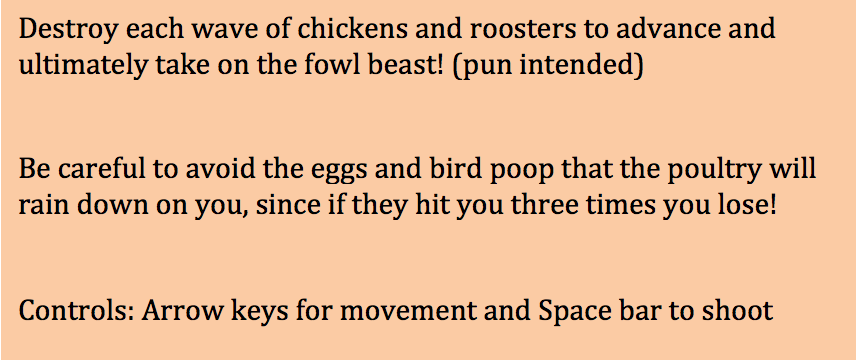 Destroy each wave of chickens and roosters to advance and
ultimately take on the fowl beast! (pun intended)
Be careful to avoid the eggs and bird poop that the poultry will
rain down on you, since if they hit you three times you lose!
Controls: Arrow keys for movement and Space bar to shoot